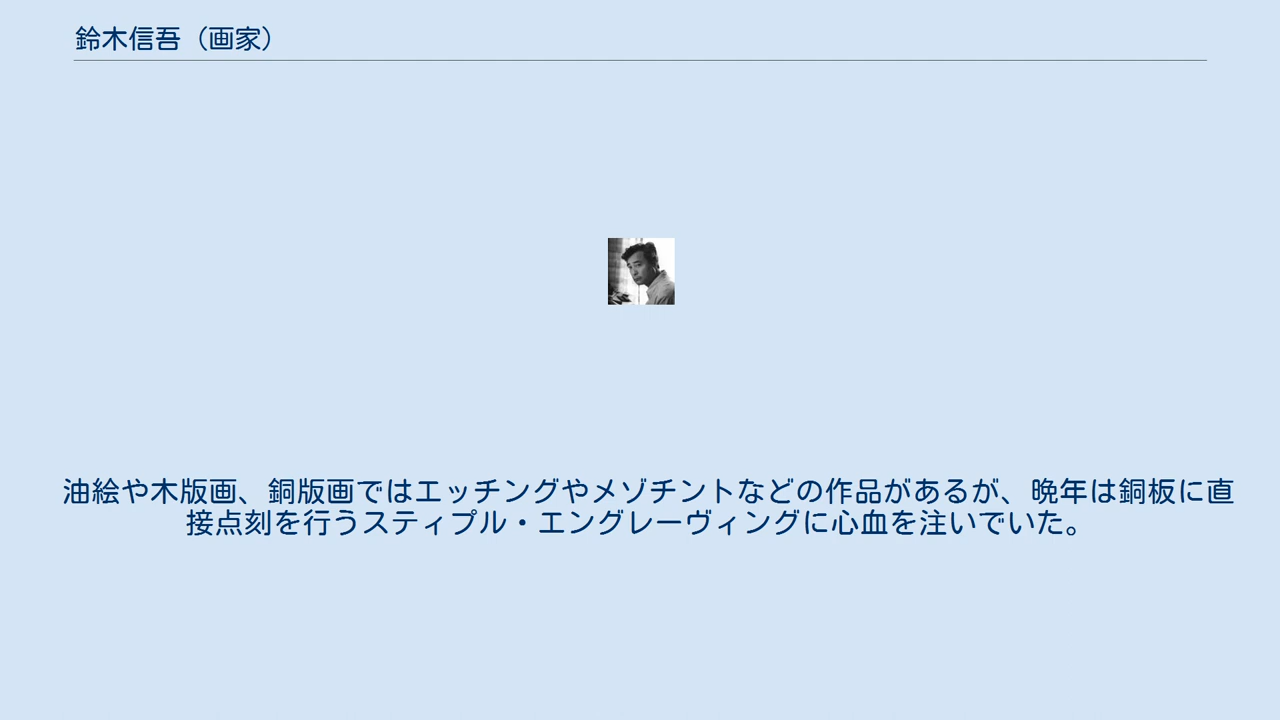 鈴木信吾（画家）
油絵や木版画、銅版画ではエッチングやメゾチントなどの作品があるが、晩年は銅板に直
接点刻を行うスティプル・エングレーヴィングに心血を注いでいた。